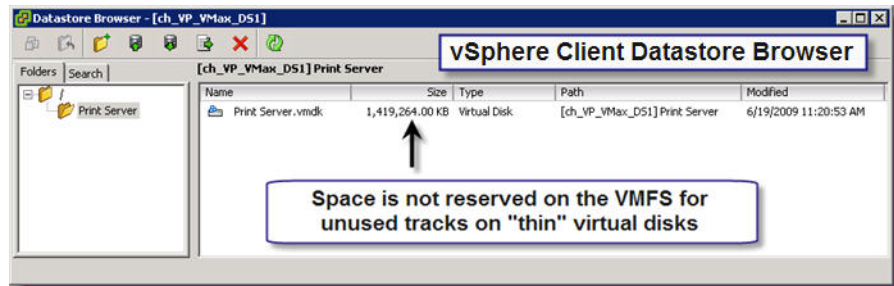 Datastore Browser - [ch_VP_VMax_DS1]
vSphere Client Datastore Browser
Folders Search
[ch_VP_VMax_DS1] Print Server
/
Print Server
Name Size Type Path Modified
Print Server.vmdk 1,419,264.00 KB Virtual Disk [ch_VP_VMax_DS1] Print Server 6/19/2009 11:20:53 AM
Space is not reserved on the VMFS for
unused tracks on "thin" virtual disks